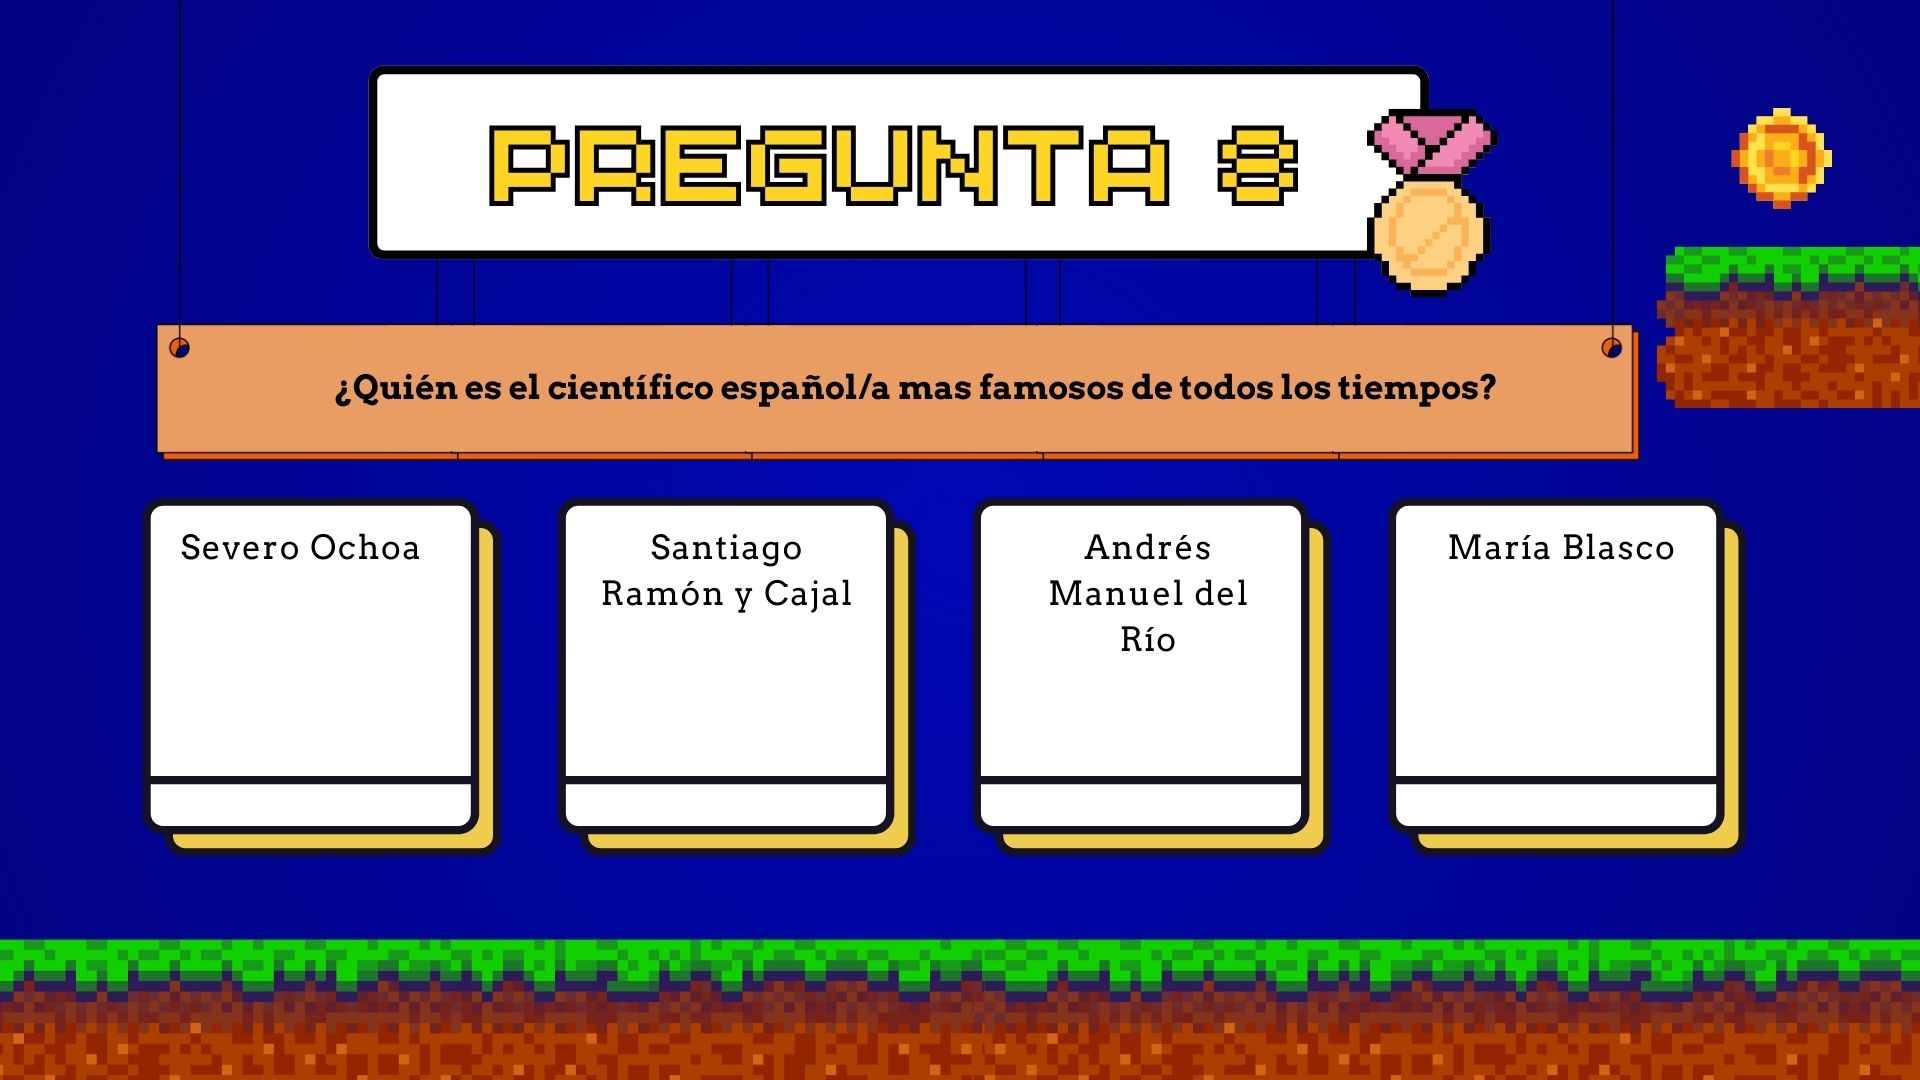 PREGUNTA 8
¿Quién es el científico español/a mas famosos de todos los tiempos?
Severo Ochoa
Santiago
Ramón y Cajal
Andrés
Manuel del
Río
María Blasco